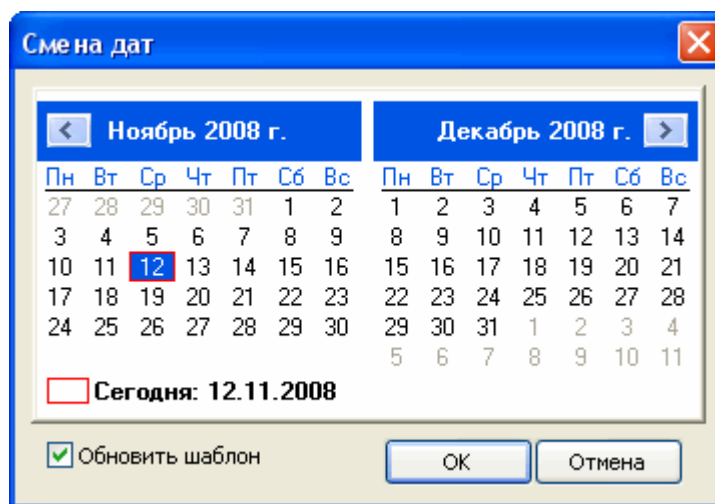 Смена дат
Ноябрь 2008 г.
Пн Вт Ср Чт Пт Сб Вс
27 28 29 30 31 1 2
3 4 5 6 7 8 9
10 11 12 13 14 15 16
17 18 19 20 21 22 23
24 25 26 27 28 29 30
Декабрь 2008 г.
Пн Вт Ср Чт Пт Сб Вс
1 2 3 4 5 6 7
8 9 10 11 12 13 14
15 16 17 18 19 20 21
22 23 24 25 26 27 28
29 30 31 1 2 3 4
5 6 7 8 9 10 11
Сегодня: 12.11.2008
Обновить шаблон
ОК
Отмена